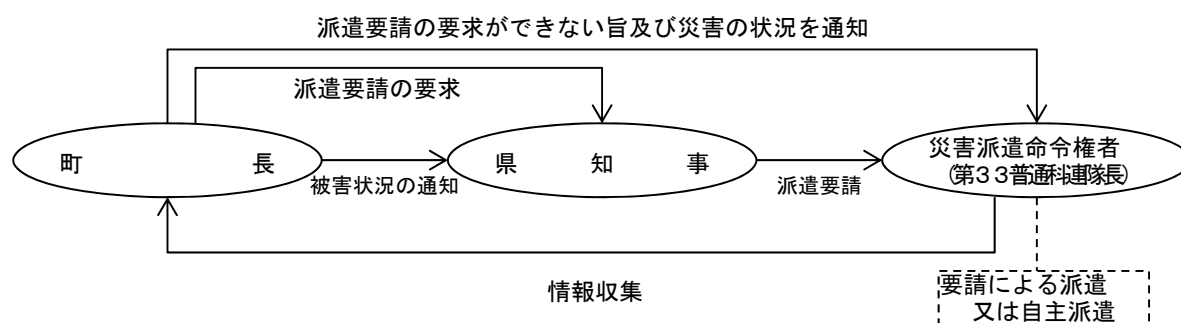 派遣要請の要求ができない旨及び災害の状況を通知
派遣要請の要求
町　長
被害状況の通知
県　知　事
派遣要請
災害派遣命令権者
(第33普通科連隊長)
情報収集
要請による派遣
又は自主派遣